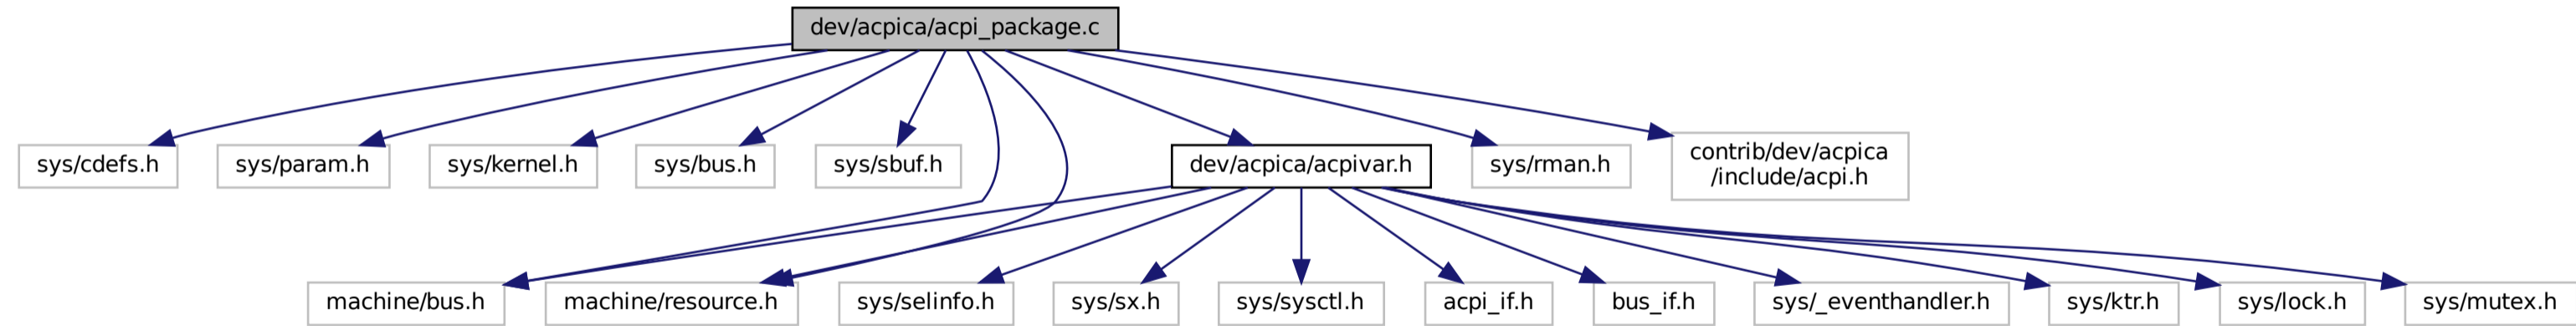 dev/acpica/acpi_package.c
sys/cdefs.h
sys/param.h
sys/kernel.h
sys/bus.h
sys/sbuf.h
dev/acpica/acpivar.h
sys/rman.h
contrib/dev/acpica
/include/acpi.h
machine/bus.h
machine/resource.h
sys/selinfo.h
sys/sx.h
sys/sysctl.h
acpi_if.h
bus_if.h
sys/_eventhandler.h
sys/ktr.h
sys/lock.h
sys/mutex.h